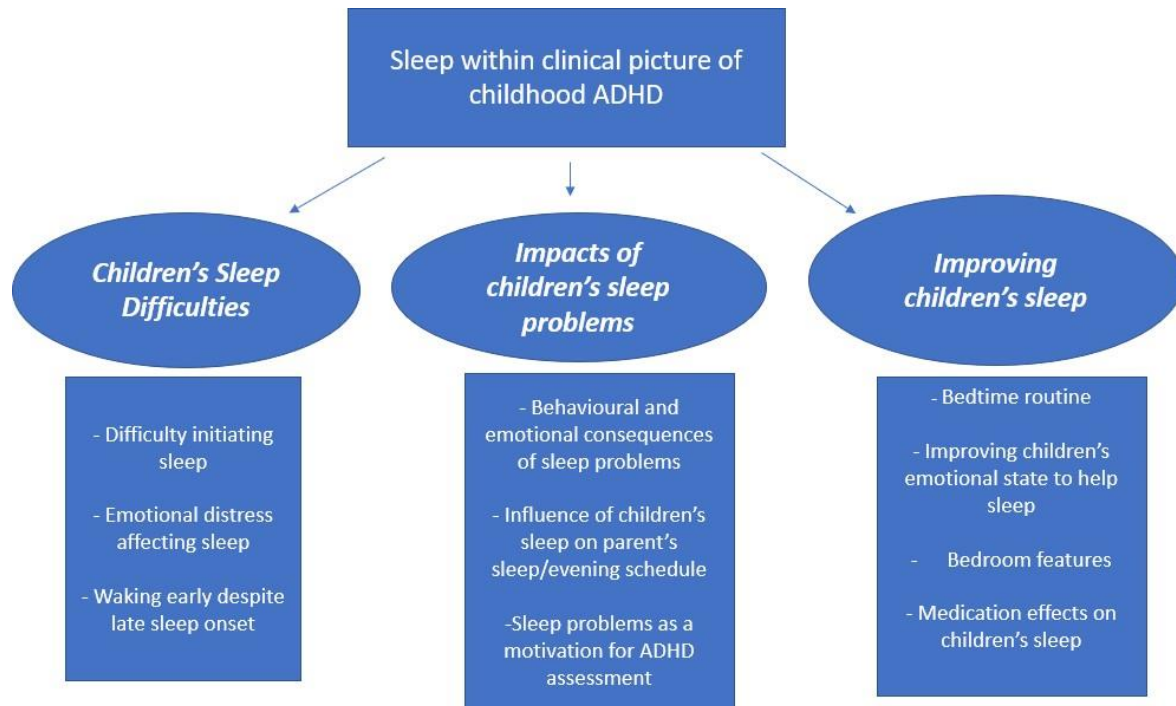 Sleep within clinical picture of
childhood ADHD
Children's Sleep
Difficulties
Impacts of
children's sleep
problems
Improving
children's sleep
- Difficulty initiating
sleep
- Emotional distress
affecting sleep
- Waking early despite
late sleep onset
- Behavioural and
emotional consequences
of sleep problems
- Influence of children's
sleep on parent's
sleep/evening schedule
-Sleep problems as a
motivation for ADHD
assessment
- Bedtime routine
- Improving children's
emotional state to help
sleep
- Bedroom features
- Medication effects on
children's sleep